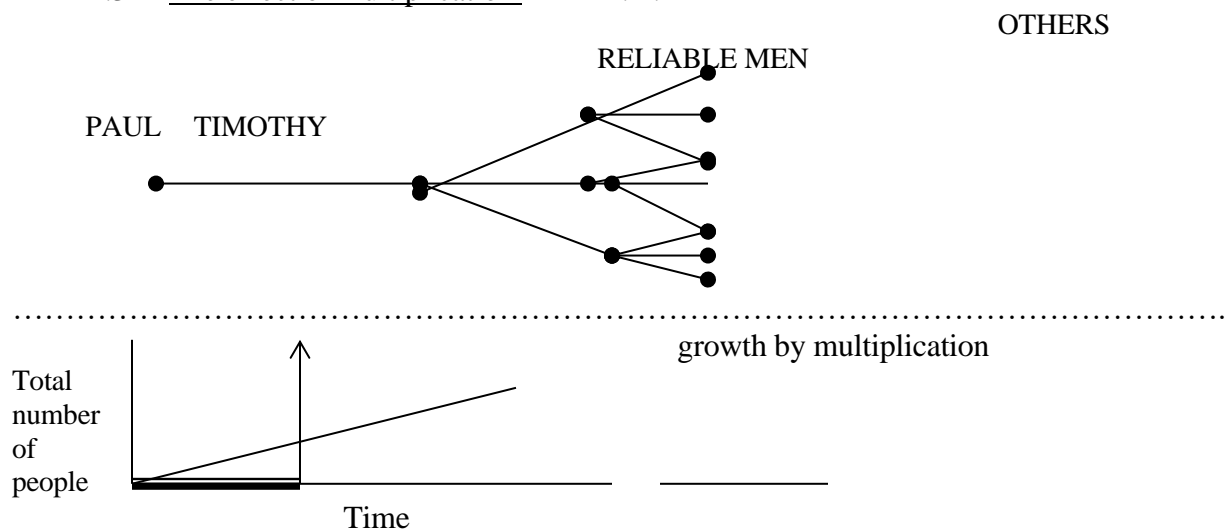 OTHERS
RELIABLE MEN
PAUL TIMOTHY
……………………………………………………………………………………………………….
growth by multiplication
Total
number
of
people
Time